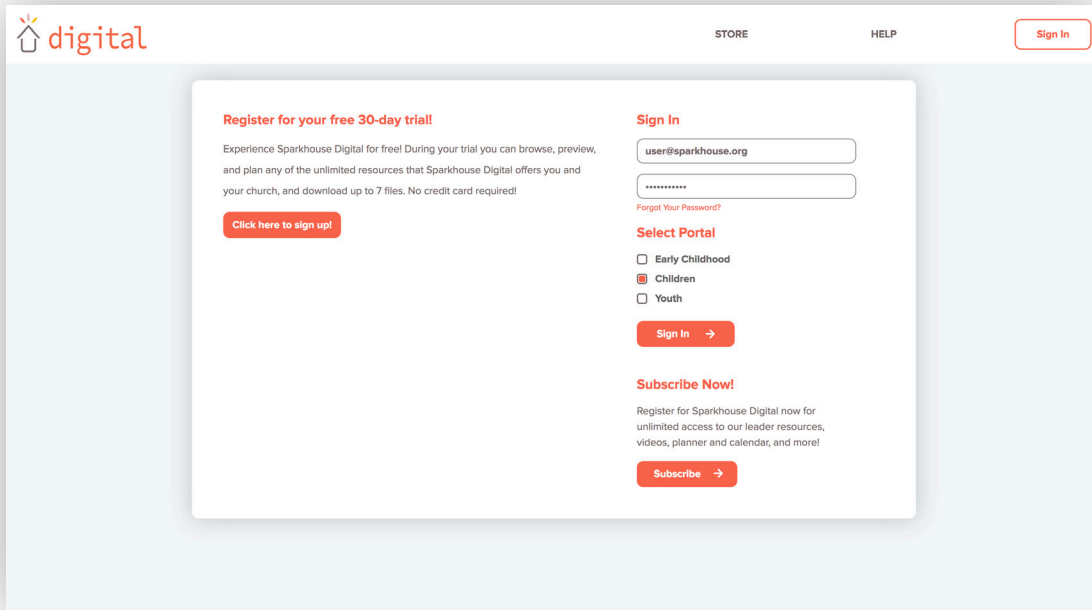 digital
STORE
HELP
Sign In
Register for your free 30-day trial!
Experience Sparkhouse Digital for free! During your trial you can browse, preview,
and plan any of the unlimited resources that Sparkhouse Digital offers you and
your church, and download up to 7 files. No credit card required!
Click here to sign up!
Sign In
user@sparkhouse.org
•••••••••••
Forgot Your Password?
Select Portal
Early Childhood
Children
Youth
Sign In
Subscribe Now!
Register for Sparkhouse Digital now for
unlimited access to our leader resources,
videos, planner and calendar, and more!
Subscribe